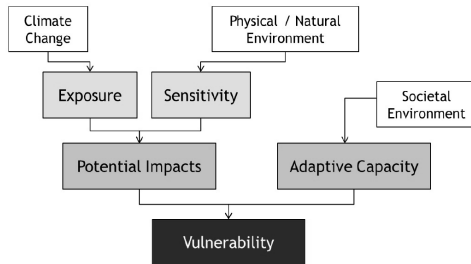 Climate
Change
Physical / Natural
Environment
Exposure
Sensitivity
Societal
Environment
Potential Impacts
Adaptive Capacity
Vulnerability